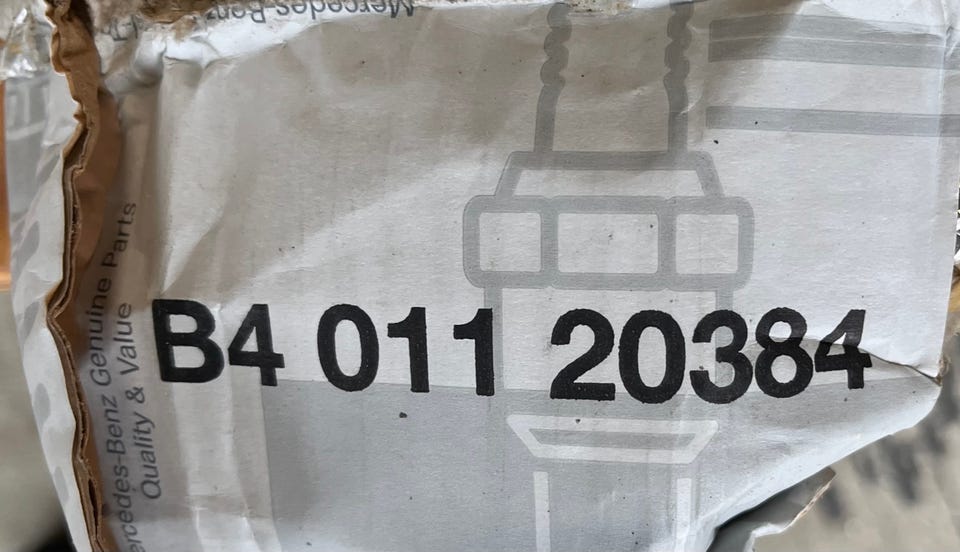 Mercedes-Benz
Mercedes-Benz Genuine Parts
Quality & Value
B4 011 20384